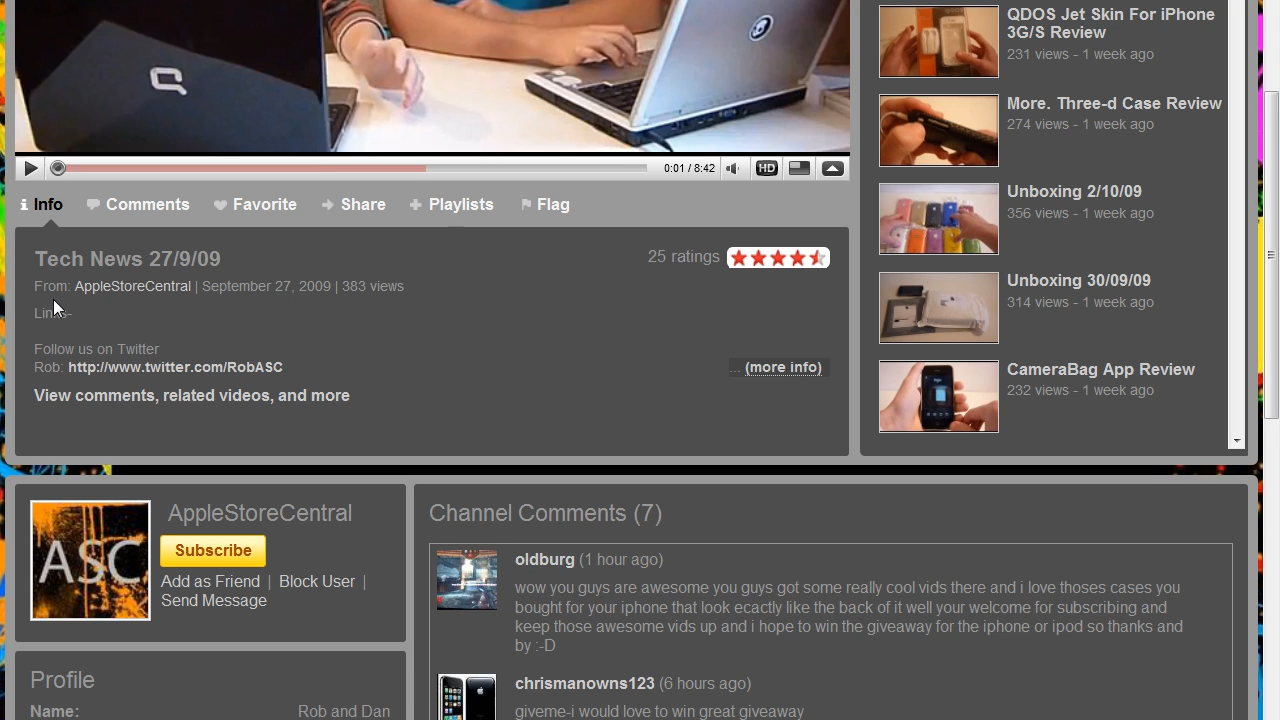 QDOS Jet Skin For iPhone
3G/S Review
231 views - 1 week ago
More. Three-d Case Review
274 views - 1 week ago
Unboxing 2/10/09
356 views - 1 week ago
Unboxing 30/09/09
314 views - 1 week ago
CameraBag App Review
232 views - 1 week ago
0:01 / 8:42
HD
Info Comments Favorite Share Playlists Flag
Tech News 27/9/09
25 ratings
From: AppleStoreCentral | September 27, 2009 | 383 views
Follow us on Twitter
Rob: http://www.twitter.com/RobASC
... (more info)
View comments, related videos, and more
ASC
AppleStoreCentral
Subscribe
Add as Friend | Block User |
Send Message
Profile
Name: Rob and Dan
Channel Comments (7)
oldburg (1 hour ago)
wow you guys are awesome you guys got some really cool vids there and i love thoses cases you
bought for your iphone that look ecactly like the back of it well your welcome for subscribing and
keep those awesome vids up and i hope to win the giveaway for the iphone or ipod so thanks and
by :-D
chrismanowns123 (6 hours ago)
giveme-i would love to win great giveaway